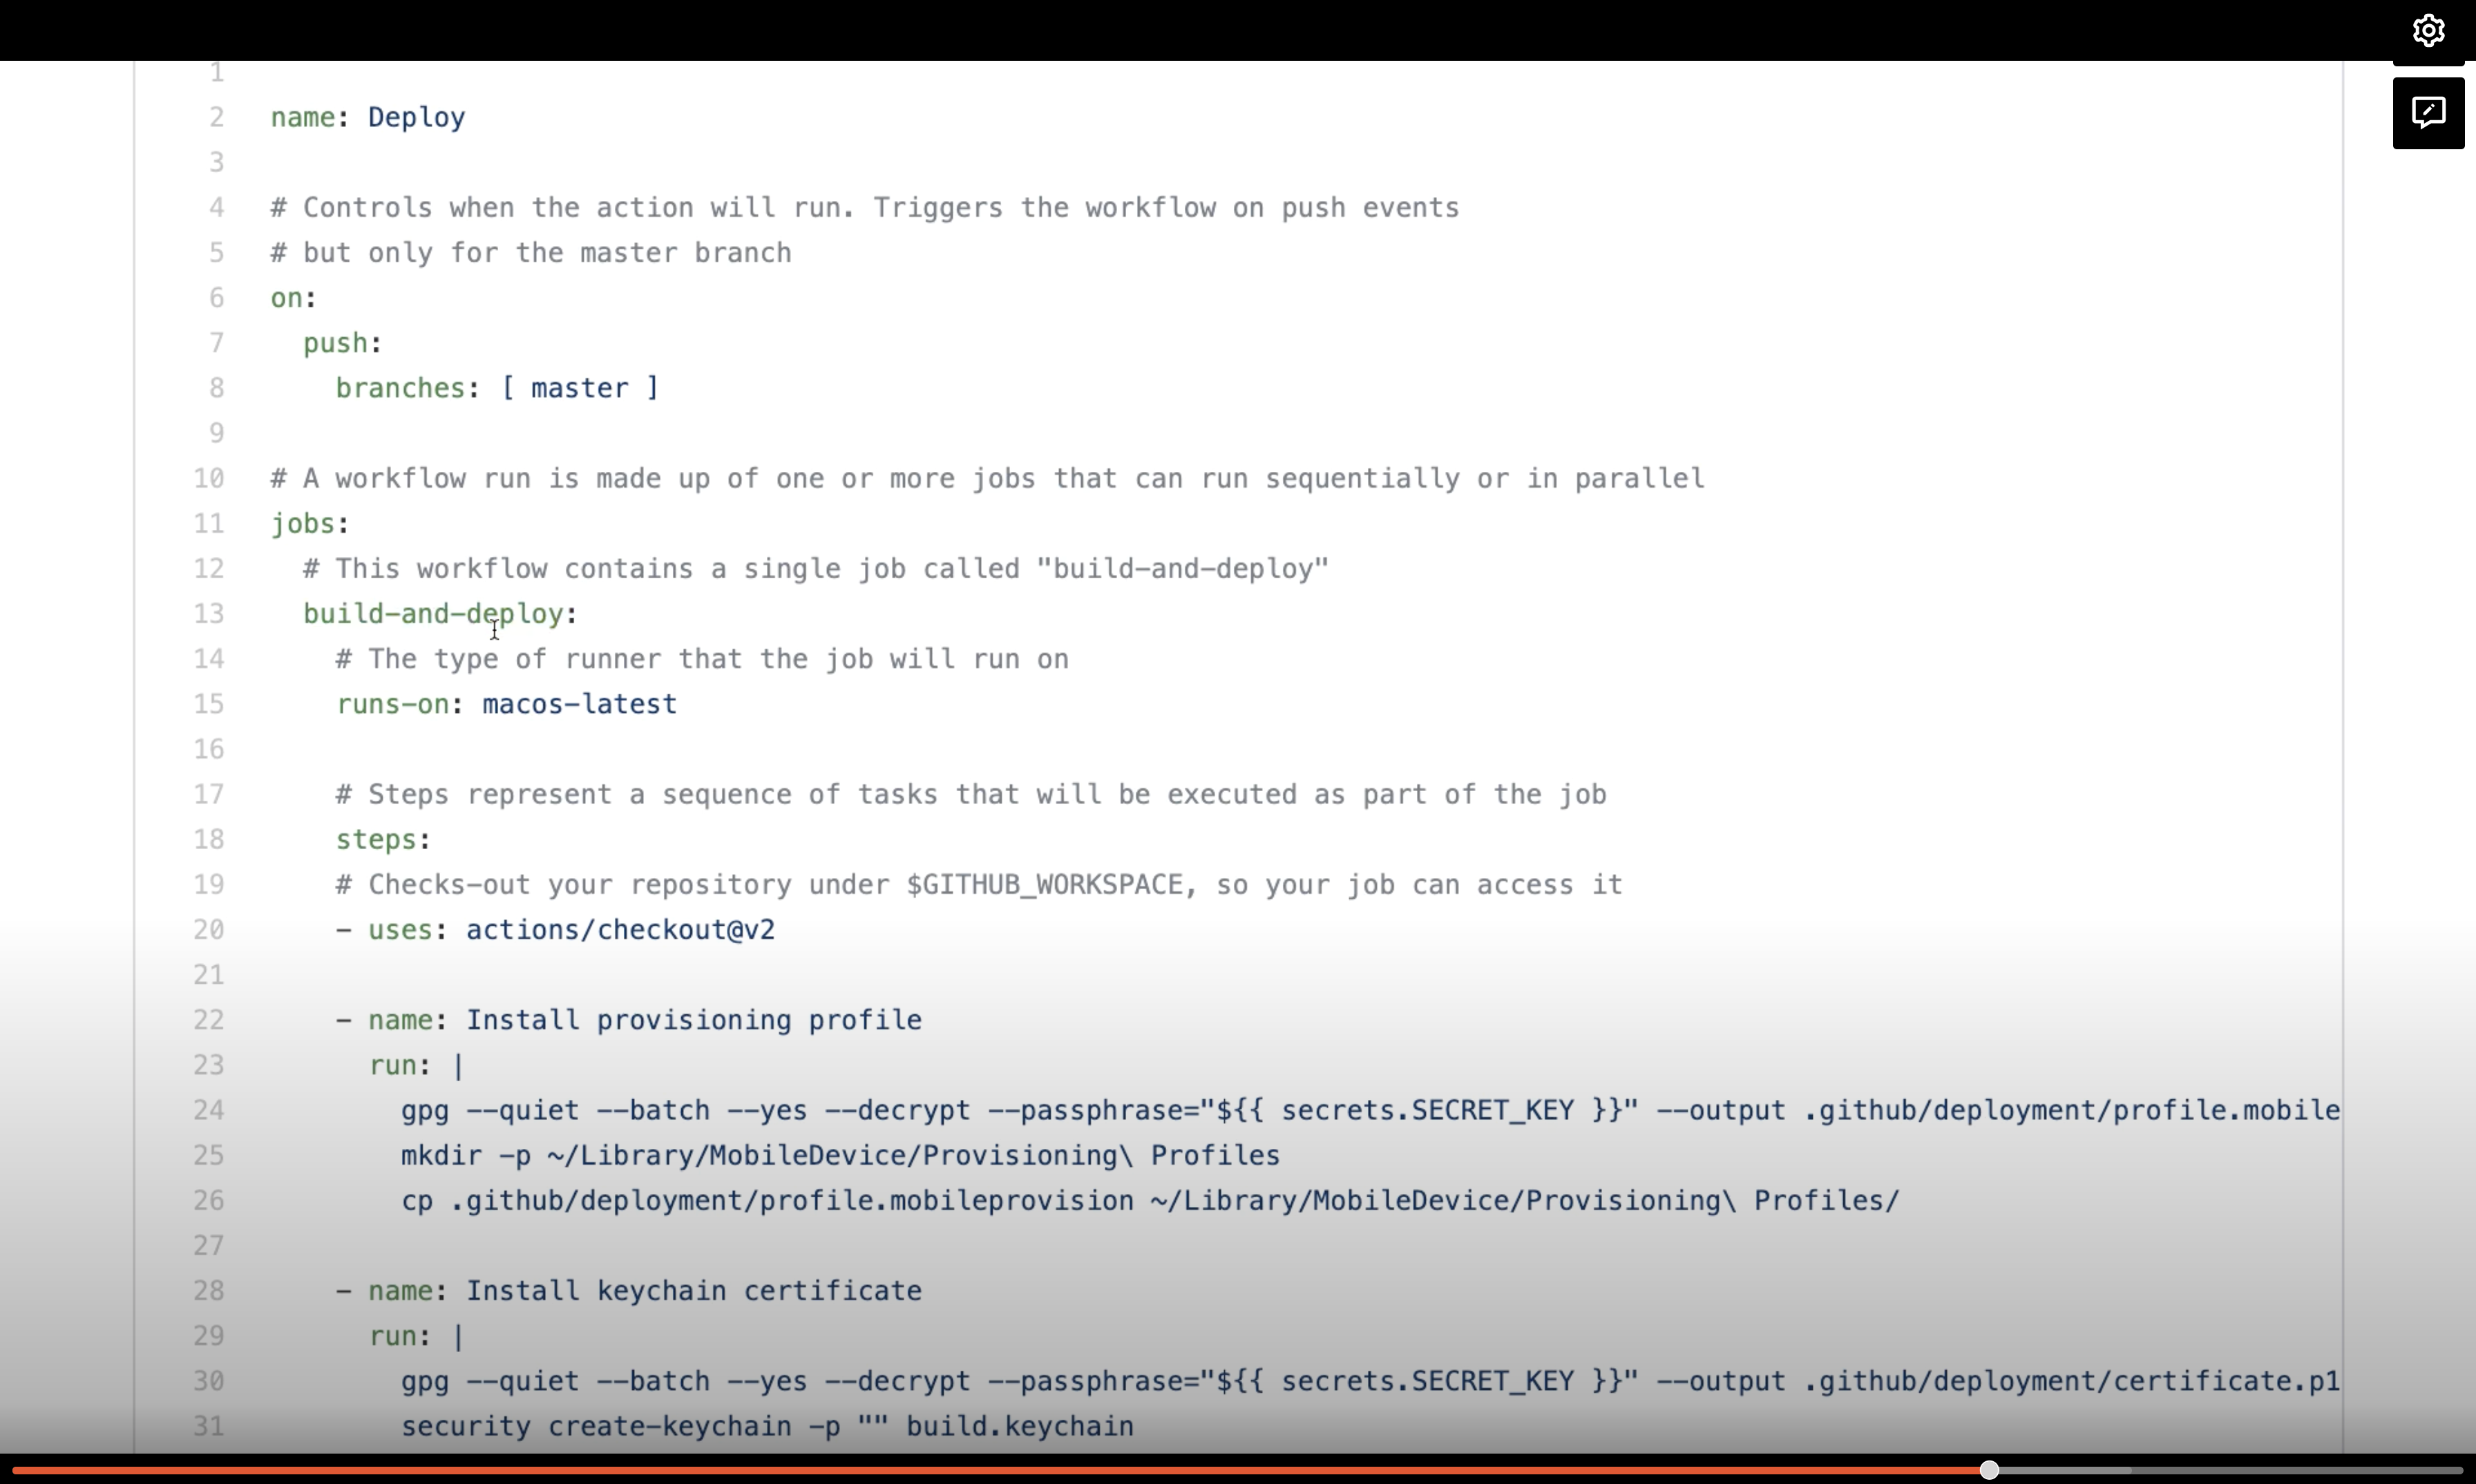 1
2 name: Deploy
3
4 # Controls when the action will run. Triggers the workflow on push events
5 # but only for the master branch
6 on:
7   push:
8     branches: [ master ]
9
10 # A workflow run is made up of one or more jobs that can run sequentially or in parallel
11 jobs:
12   # This workflow contains a single job called "build-and-deploy"
13   build-and-deploy:
14     # The type of runner that the job will run on
15     runs-on: macos-latest
16
17     # Steps represent a sequence of tasks that will be executed as part of the job
18     steps:
19     # Checks-out your repository under $GITHUB_WORKSPACE, so your job can access it
20     - uses: actions/checkout@v2
21
22     - name: Install provisioning profile
23       run: |
24         gpg --quiet --batch --yes --decrypt --passphrase="${{ secrets.SECRET_KEY }}" --output .github/deployment/profile.mobile
25         mkdir -p ~/Library/MobileDevice/Provisioning\ Profiles
26         cp .github/deployment/profile.mobileprovision ~/Library/MobileDevice/Provisioning\ Profiles/
27
28     - name: Install keychain certificate
29       run: |
30         gpg --quiet --batch --yes --decrypt --passphrase="${{ secrets.SECRET_KEY }}" --output .github/deployment/certificate.p1
31         security create-keychain -p "" build.keychain